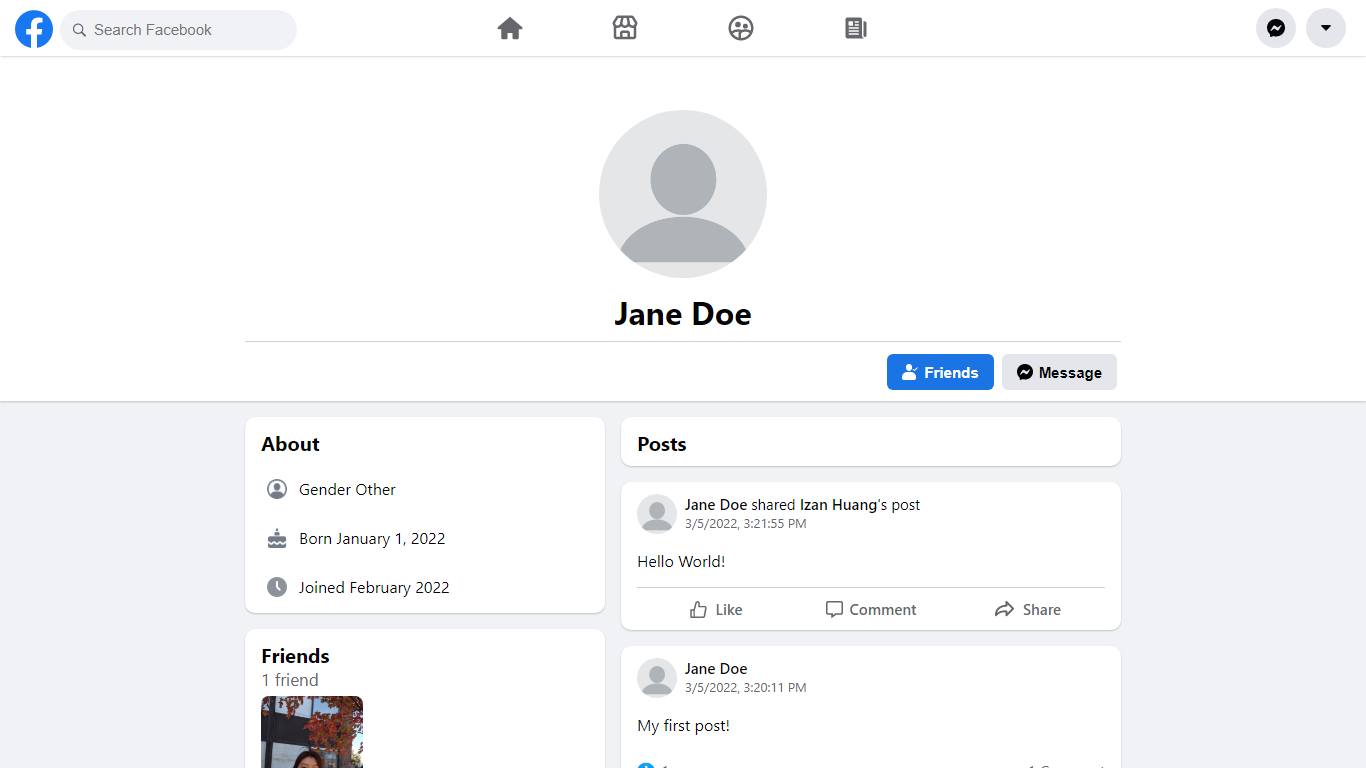 Search Facebook
Jane Doe
Friends
Message
About
Gender Other
Born January 1, 2022
Joined February 2022
Friends
1 friend
Posts
Jane Doe shared Izan Huang's post
3/5/2022, 3:21:55 PM
Hello World!
Like Comment Share
Jane Doe
3/5/2022, 3:20:11 PM
My first post!